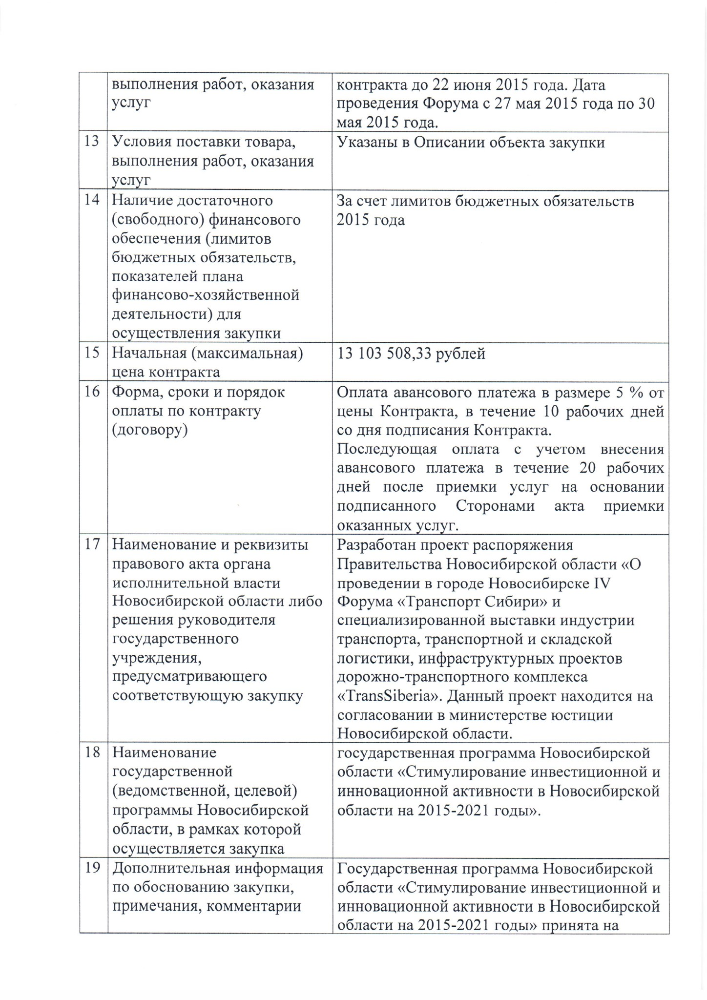 выполнения работ, оказания
услуг
контракта до 22 июня 2015 года. Дата
проведения Форума с 27 мая 2015 года по 30
мая 2015 года.
13
Условия поставки товара,
выполнения работ, оказания
услуг
Указаны в Описании объекта закупки
14
Наличие достаточного
(свободного) финансового
обеспечения (лимитов
бюджетных обязательств,
показателей плана
финансово-хозяйственной
деятельности) для
осуществления закупки
За счет лимитов бюджетных обязательств
2015 года
15
Начальная (максимальная)
цена контракта
13 103 508,33 рублей
16
Форма, сроки и порядок
оплаты по контракту
(договору)
Оплата авансового платежа в размере 5 % от
цены Контракта, в течение 10 рабочих дней
со дня подписания Контракта.
Последующая оплата с учетом внесения
авансового платежа в течение 20 рабочих
дней после приемки услуг на основании
подписанного Сторонами акта приемки
оказанных услуг.
17
Наименование и реквизиты
правового акта органа
исполнительной власти
Новосибирской области либо
решения руководителя
государственного
учреждения,
предусматривающего
соответствующую закупку
Разработан проект распоряжения
Правительства Новосибирской области «О
проведении в городе Новосибирске IV
Форума «Транспорт Сибири» и
специализированной выставки индустрии
транспорта, транспортной и складской
логистики, инфраструктурных проектов
дорожно-транспортного комплекса
«TransSiberia». Данный проект находится на
согласовании в министерстве юстиции
Новосибирской области.
18
Наименование
государственной
(ведомственной, целевой)
программы Новосибирской
области, в рамках которой
осуществляется закупка
государственная программа Новосибирской
области «Стимулирование инвестиционной и
инновационной активности в Новосибирской
области на 2015-2021 годы».
19
Дополнительная информация
по обоснованию закупки,
примечания, комментарии
Государственная программа Новосибирской
области «Стимулирование инвестиционной и
инновационной активности в Новосибирской
области на 2015-2021 годы» принята на